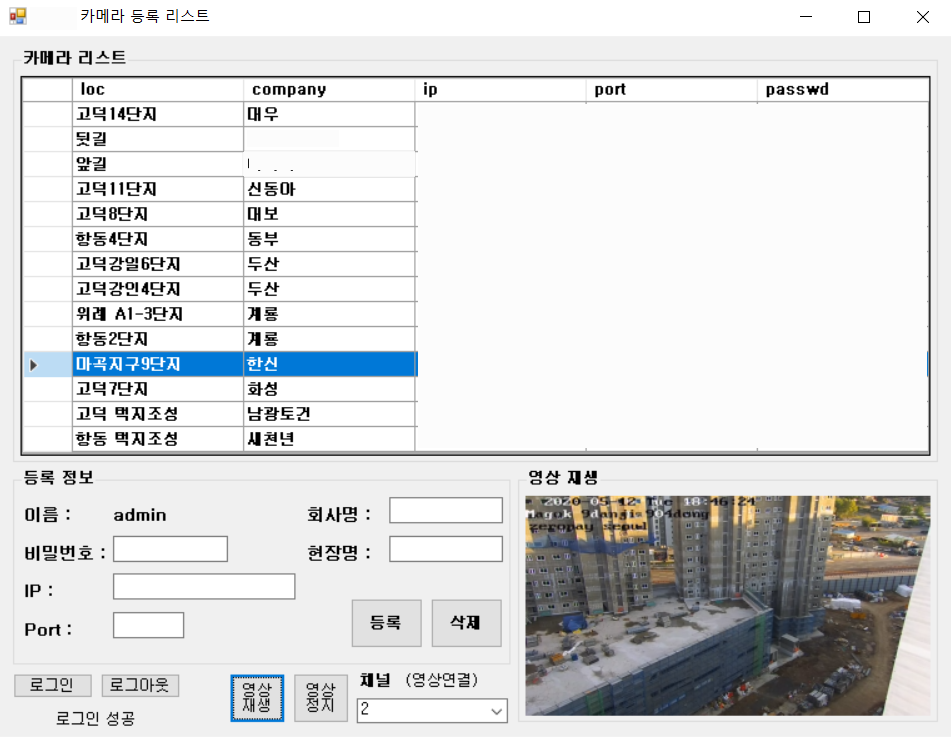 카메라 등록 리스트
카메라 리스트
loc company ip port passwd
고덕14단지 대우
뒷길
앞길
고덕11단지 신동아
고덕8단지 대보
항동4단지 동부
고덕강일6단지 두산
고덕강인4단지 두산
위례 A1-3단지 계룡
항동2단지 계룡
마곡지구9단지 한신
고덕7단지 화성
고덕 택지조성 남광토건
항동 택지조성 새천년
등록 정보
이름 : admin 회사명 :
비밀번호 : 현장명 :
IP :
Port :
등록 삭제
로그인 로그아웃
로그인 성공
영상
재생
영상
정지
채널 (영상연결)
2
영상 재생
2020-05-12 Tue 18:46:24
Magok 9danji 904dong
zeropay seoul